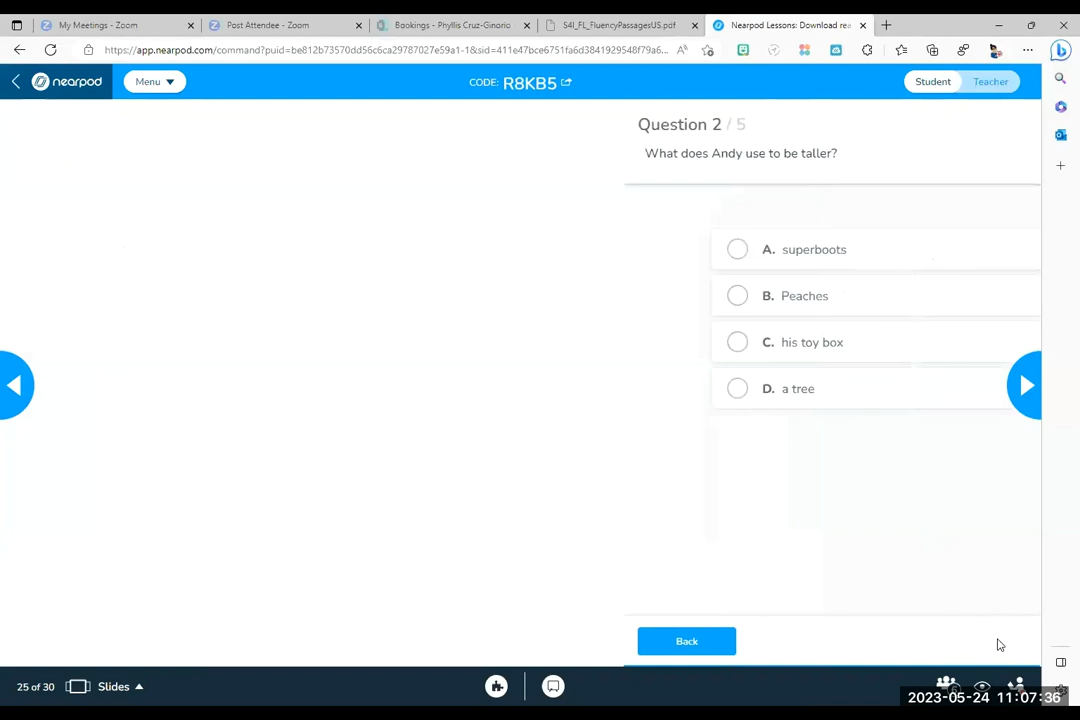 My Meetings - Zoom
Post Attendee - Zoom
Bookings - Phyllis Cruz-Ginorio
S4I_FL_FluencyPassagesUS.pdf
Nearpod Lessons: Download rea
https://app.nearpod.com/command?puid=be812b73570dd56c6ca29787027e59a1-1&sid=411e47bce6751fa6d3841929548f79a6...
nearpod
Menu
CODE: R8KB5
Student
Teacher
Question 2 / 5
What does Andy use to be taller?
A. superboots
B. Peaches
C. his toy box
D. a tree
Back
25 of 30
Slides
2023-05-24 11:07:36